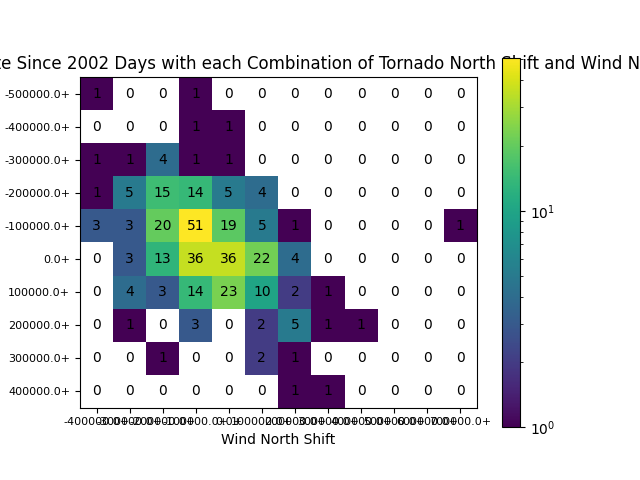 te Since 2002 Days with each Combination of Tornado North Shift and Wind N
-500000.0+ 1 0 0 1 0 0 0 0 0 0 0 0
-400000.0+ 0 0 0 1 1 0 0 0 0 0 0 0
-300000.0+ 1 1 4 1 1 0 0 0 0 0 0 0
-200000.0+ 1 5 15 14 5 4 0 0 0 0 0 0
-100000.0+ 3 3 20 51 19 5 1 0 0 0 0 1
0.0+ 0 3 13 36 36 22 4 0 0 0 0 0
100000.0+ 0 4 3 14 23 10 2 1 0 0 0 0
200000.0+ 0 1 0 3 0 2 5 1 1 0 0 0
300000.0+ 0 0 1 0 0 2 1 0 0 0 0 0
400000.0+ 0 0 0 0 0 0 1 1 0 0 0 0
Wind North Shift
10¹
10⁰